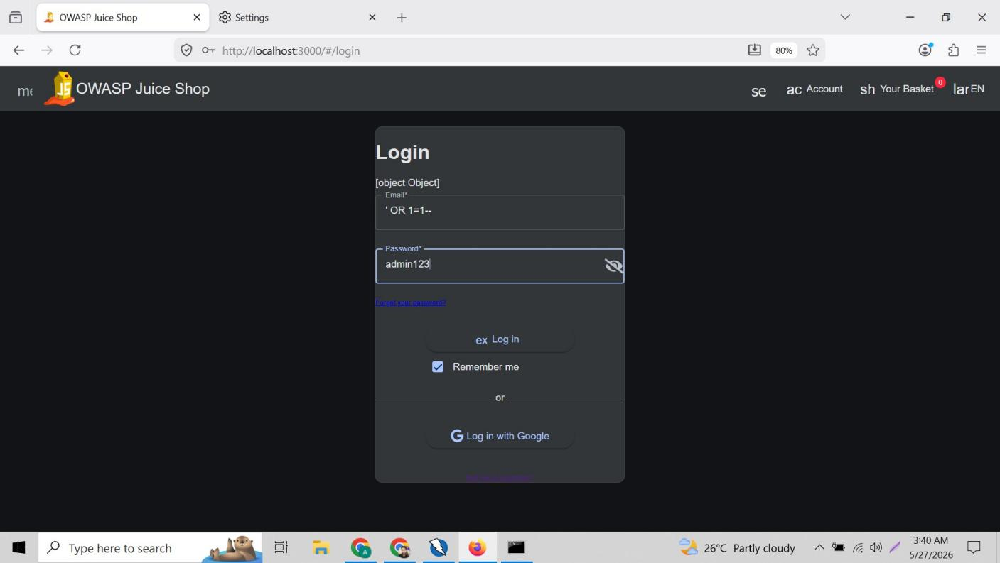 OWASP Juice Shop
Settings
http://localhost:3000/#/login
80%
me
JS
OWASP Juice Shop
se
ac Account
sh Your Basket
0
lar EN
Login
[object Object]
Email*
' OR 1=1--
Password*
admin123
Forgot your password?
ex Log in
Remember me
or
G Log in with Google
Type here to search
A
26°C Partly cloudy
3:40 AM
5/27/2026